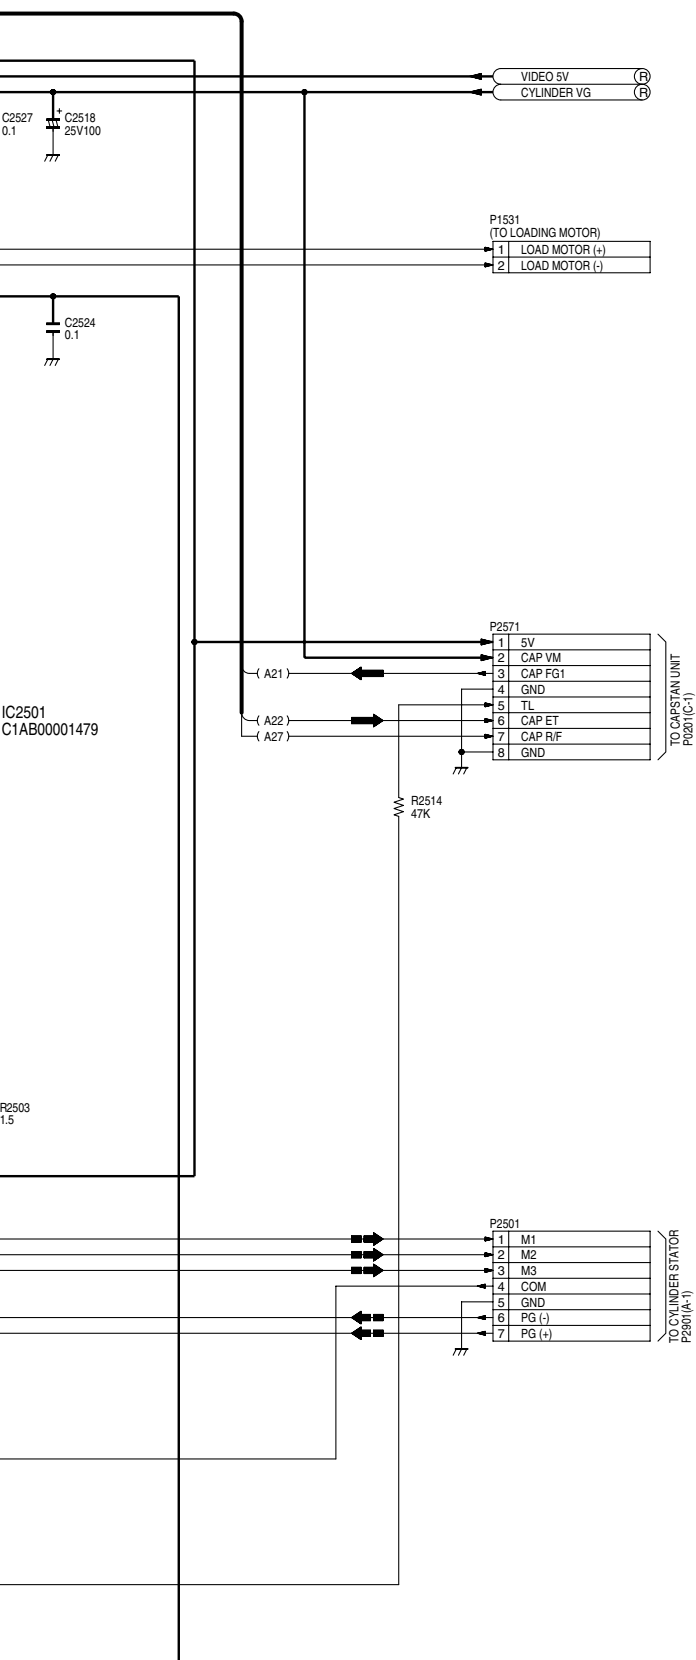 VIDEO 5V R
CYLINDER VG R
C2527
0.1
+
C2518
25V100
P1531
(TO LOADING MOTOR)
1 LOAD MOTOR (+)
2 LOAD MOTOR (-)
C2524
0.1
P2571
1 5V
2 CAP VM
3 CAP FG1
4 GND
5 TL
6 CAP ET
7 CAP R/F
8 GND
TO CAPSTAN UNIT
P0201(C-1)
A21
A22
A27
IC2501
C1AB00001479
R2514
47K
R2503
1.5
P2501
1 M1
2 M2
3 M3
4 COM
5 GND
6 PG (-)
7 PG (+)
TO CYLINDER STATOR
P2901(A-1)